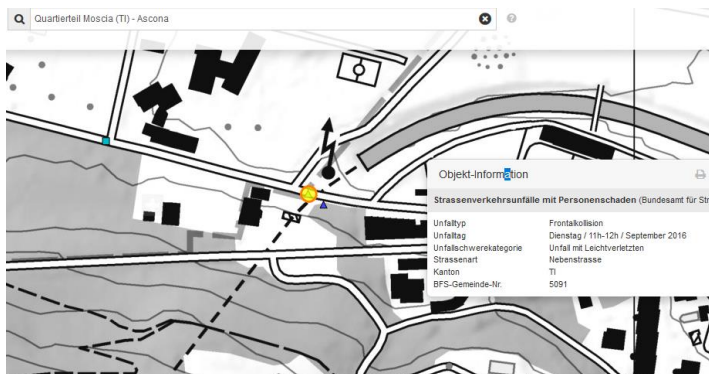 Quartierteil Moscia (TI) - Ascona
Objekt-Information
Strassenverkehrsunfälle mit Personenschaden (Bundesamt für Str
Unfalltyp Frontalkollision
Unfalltag Dienstag / 11h-12h / September 2016
Unfallschwerekategorie Unfall mit Leichtverletzten
Strassenart Nebenstrasse
Kanton TI
BFS-Gemeinde-Nr. 5091